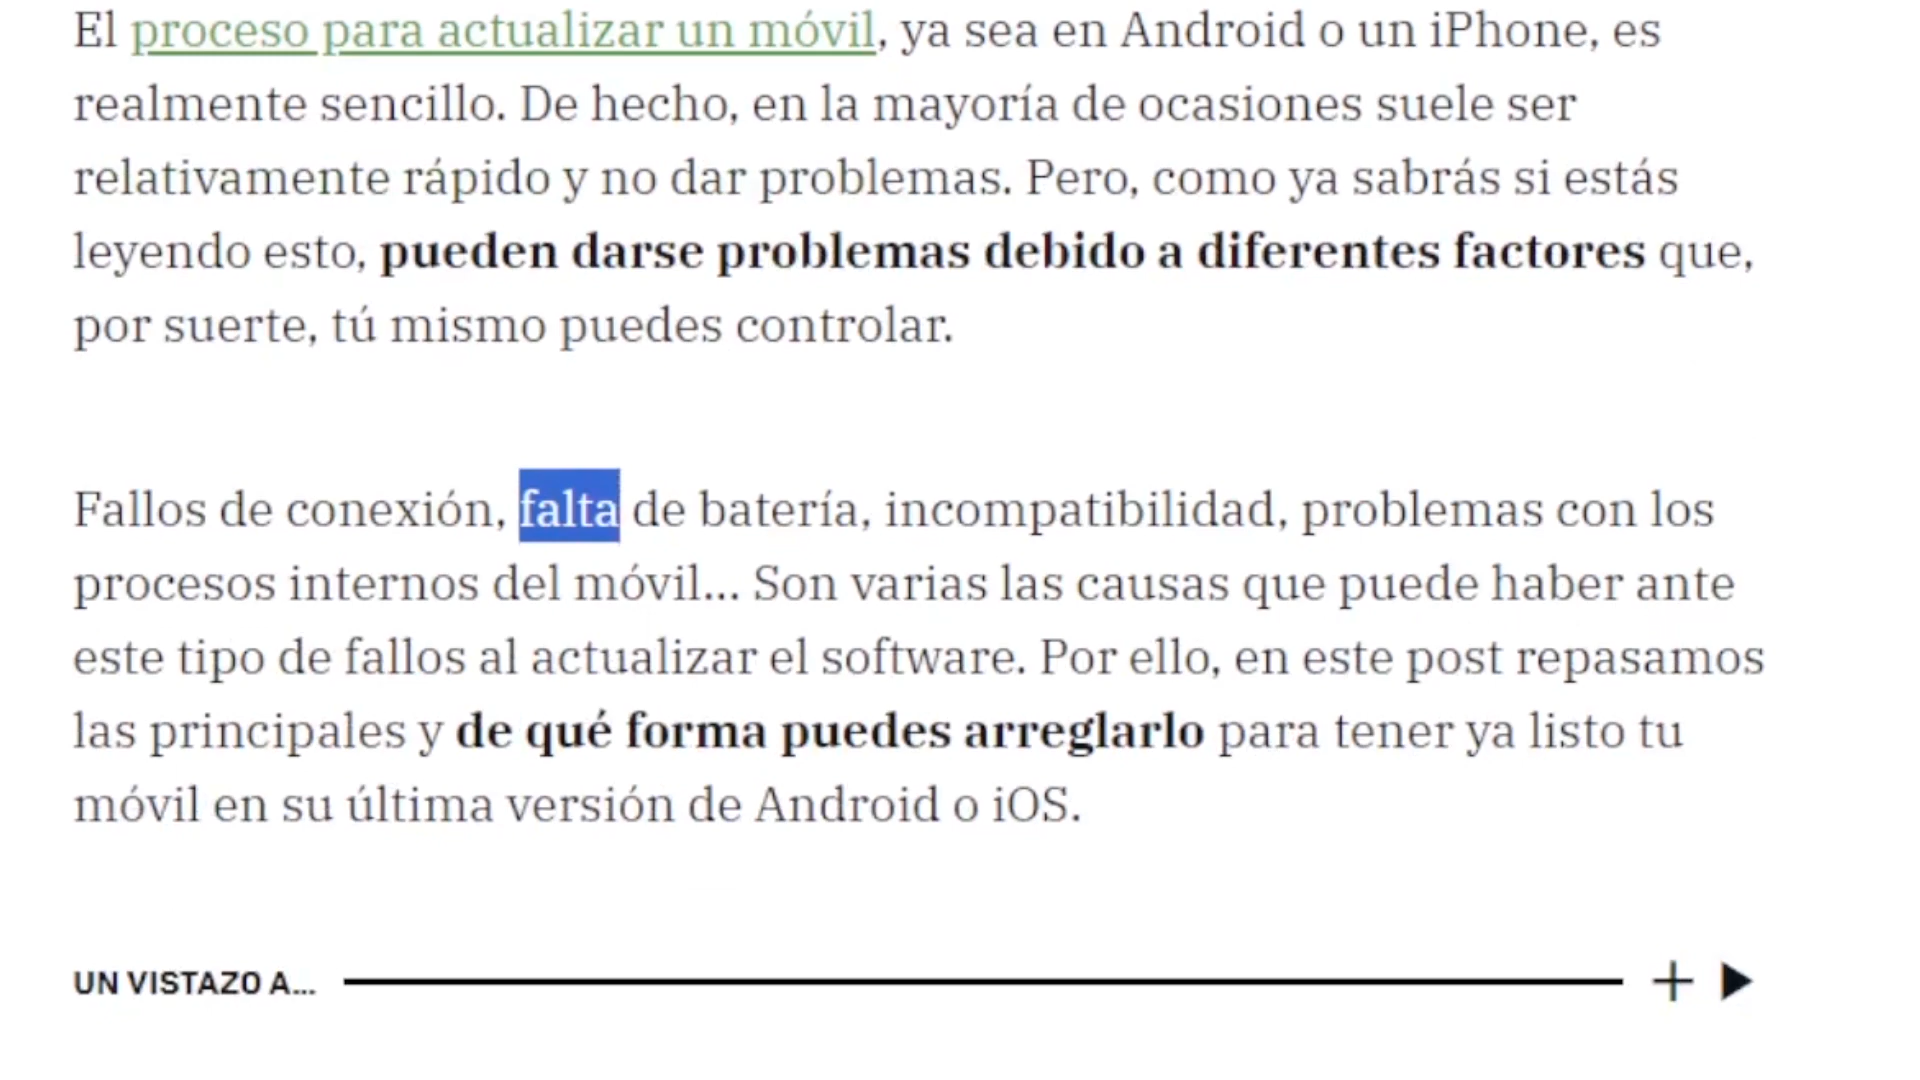 El proceso para actualizar un móvil, ya sea en Android o un iPhone, es
realmente sencillo. De hecho, en la mayoría de ocasiones suele ser
relativamente rápido y no dar problemas. Pero, como ya sabrás si estás
leyendo esto, pueden darse problemas debido a diferentes factores que,
por suerte, tú mismo puedes controlar.
Fallos de conexión, falta de batería, incompatibilidad, problemas con los
procesos internos del móvil... Son varias las causas que puede haber ante
este tipo de fallos al actualizar el software. Por ello, en este post repasamos
las principales y de qué forma puedes arreglarlo para tener ya listo tu
móvil en su última versión de Android o iOS.
UN VISTAZO A...